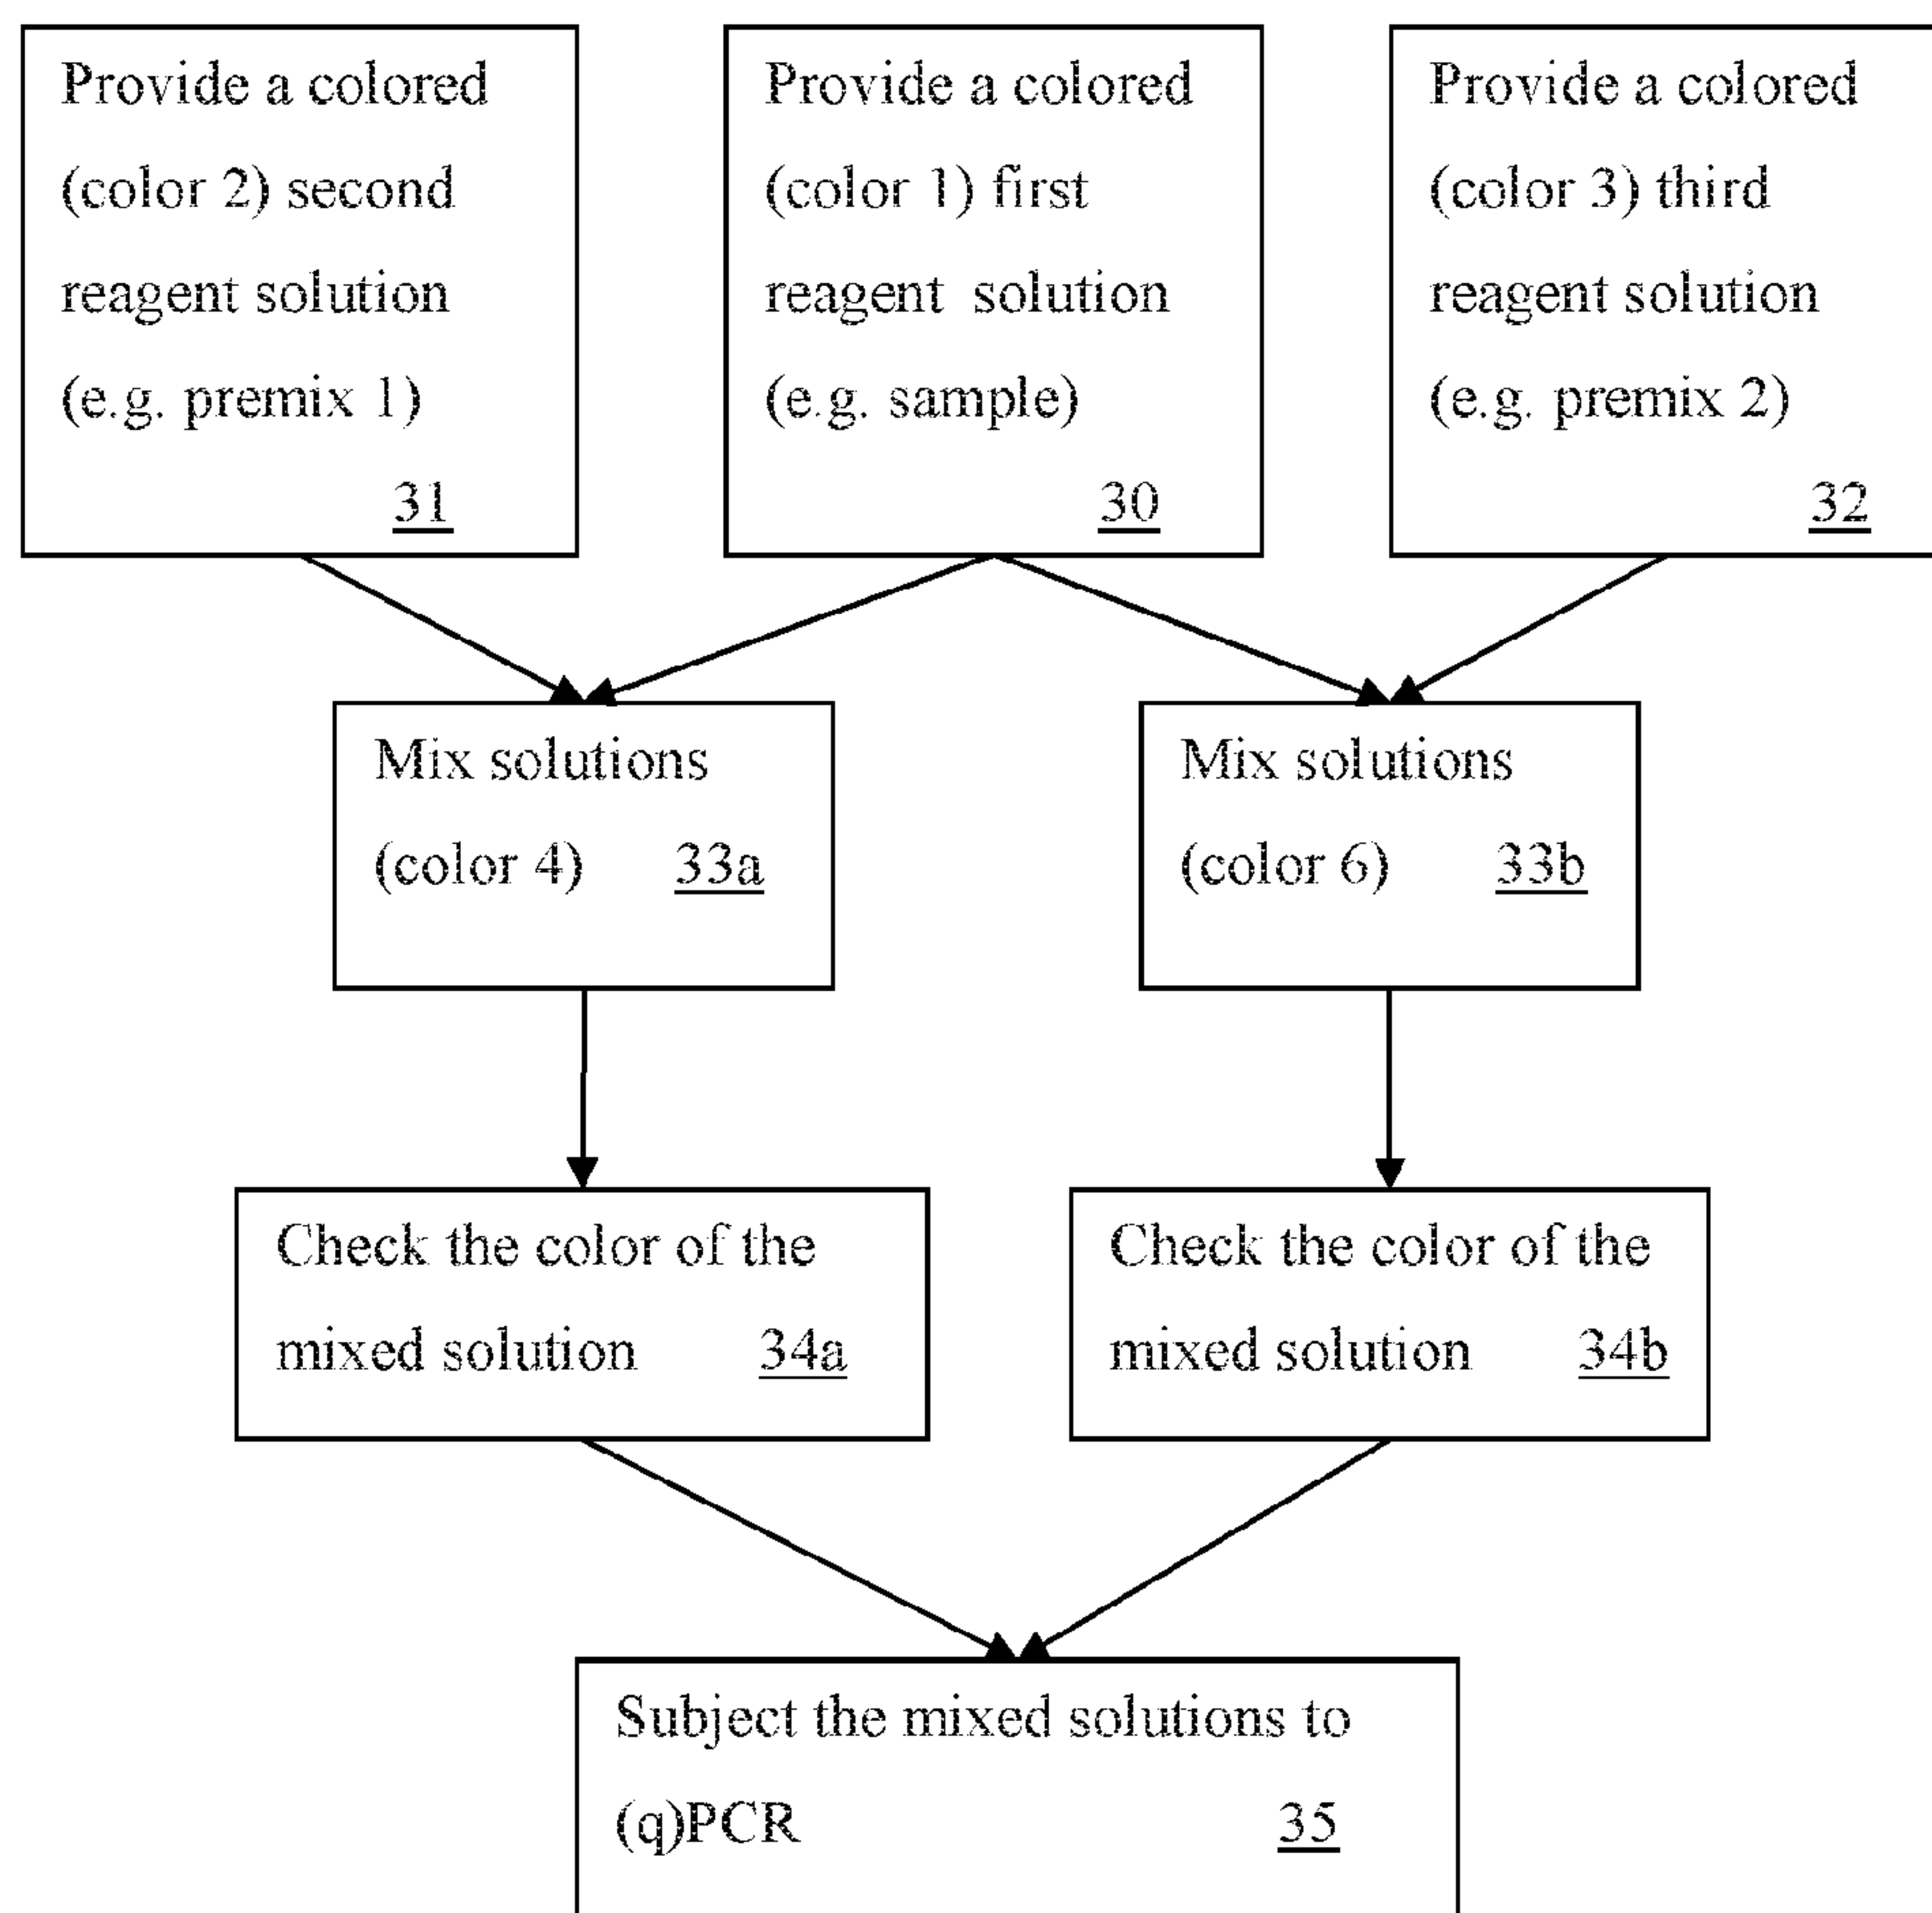 Provide a colored
(color 2) second
reagent solution
(e.g. premix 1)
31
Provide a colored
(color 1) first
reagent solution
(e.g. sample)
30
Provide a colored
(color 3) third
reagent solution
(e.g. premix 2)
32
Mix solutions
(color 4) 33a
Mix solutions
(color 6) 33b
Check the color of the
mixed solution 34a
Check the color of the
mixed solution 34b
Subject the mixed solutions to
(q)PCR 35